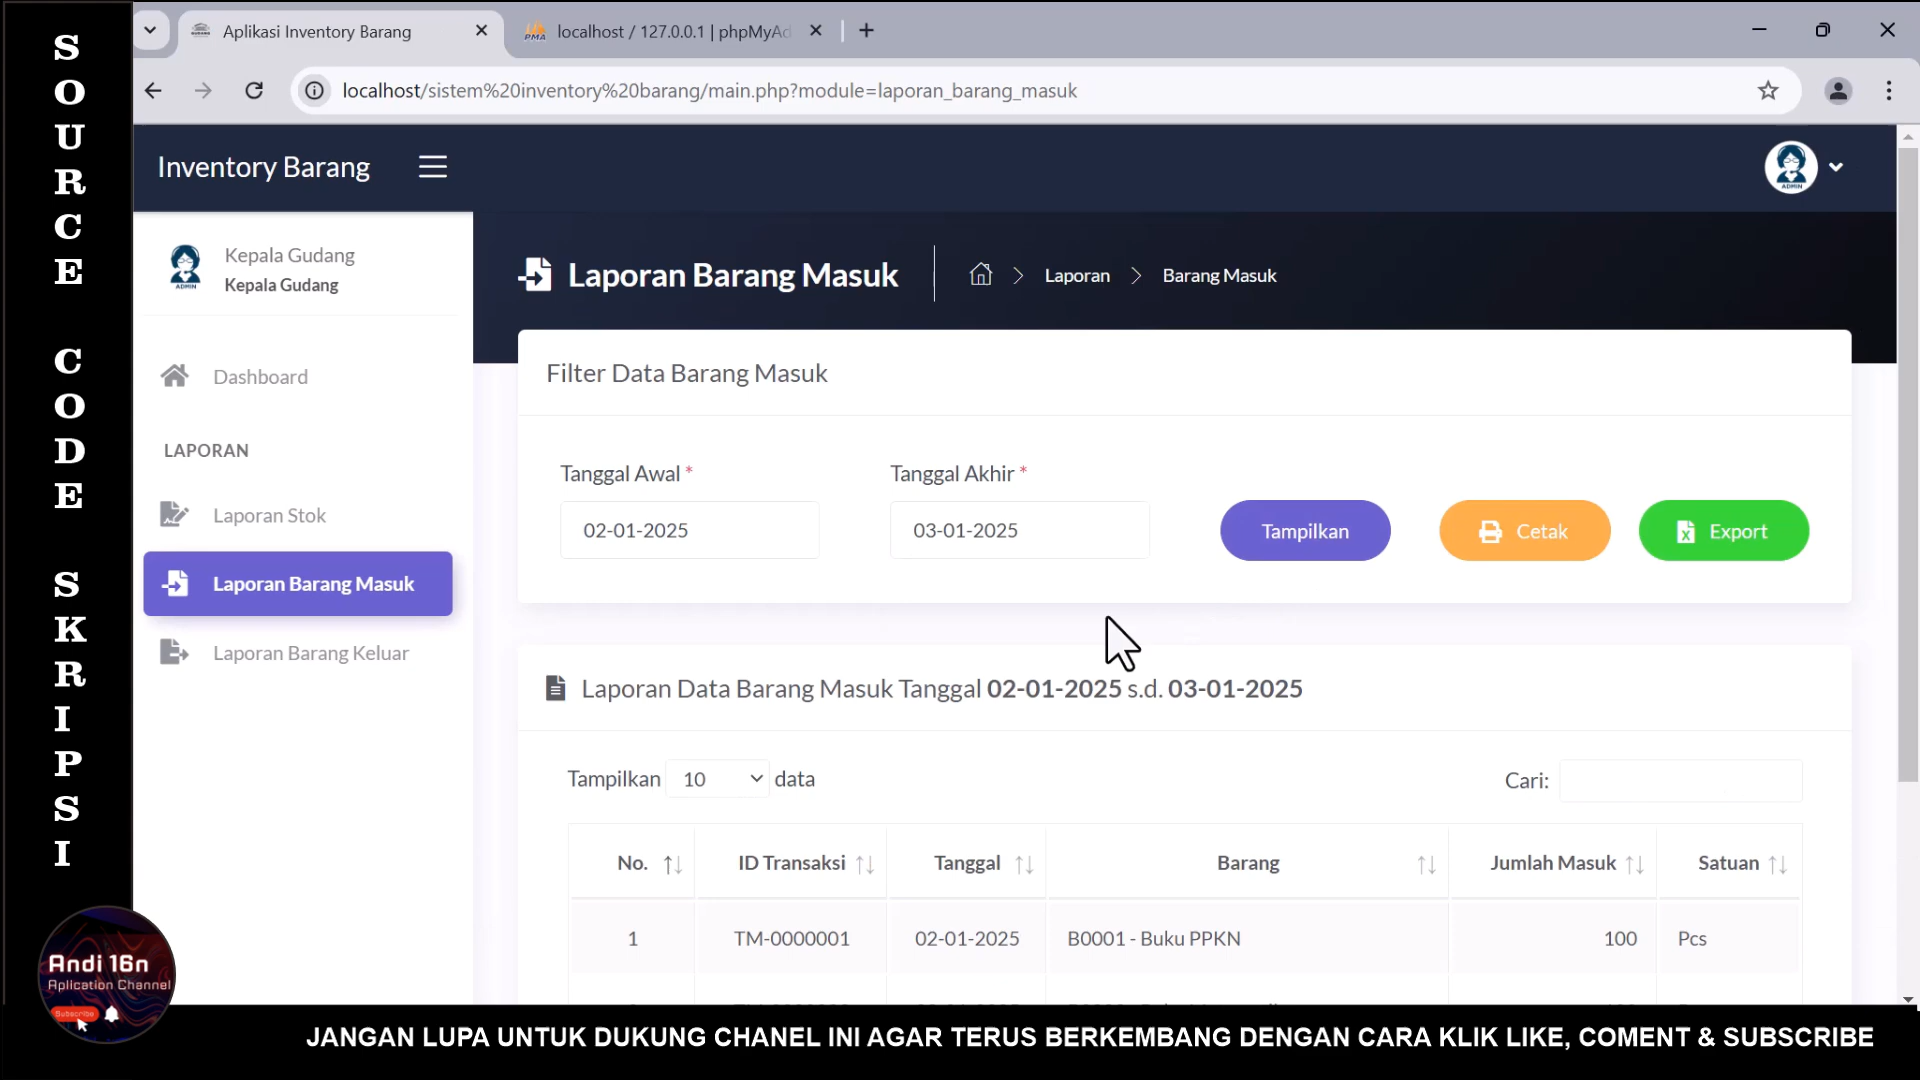 SOURCE CODE SKRIPSI
Aplikasi Inventory Barang
PMA
localhost / 127.0.0.1 | phpMyAd
localhost/sistem%20inventory%20barang/main.php?module=laporan_barang_masuk
Inventory Barang
ADMIN
ADMIN
Kepala Gudang
Kepala Gudang
Dashboard
LAPORAN
Laporan Stok
Laporan Barang Masuk
Laporan Barang Keluar
Laporan Barang Masuk
Laporan
Barang Masuk
Filter Data Barang Masuk
Tanggal Awal *
Tanggal Akhir *
02-01-2025
03-01-2025
Tampilkan
Cetak
Export
Laporan Data Barang Masuk Tanggal 02-01-2025 s.d. 03-01-2025
Tampilkan 10 data
Cari:
No. ID Transaksi Tanggal Barang Jumlah Masuk Satuan
1 TM-0000001 02-01-2025 B0001 - Buku PPKN 100 Pcs
Andi 16n
Aplication Channel
Subscribe
JANGAN LUPA UNTUK DUKUNG CHANEL INI AGAR TERUS BERKEMBANG DENGAN CARA KLIK LIKE, COMENT & SUBSCRIBE